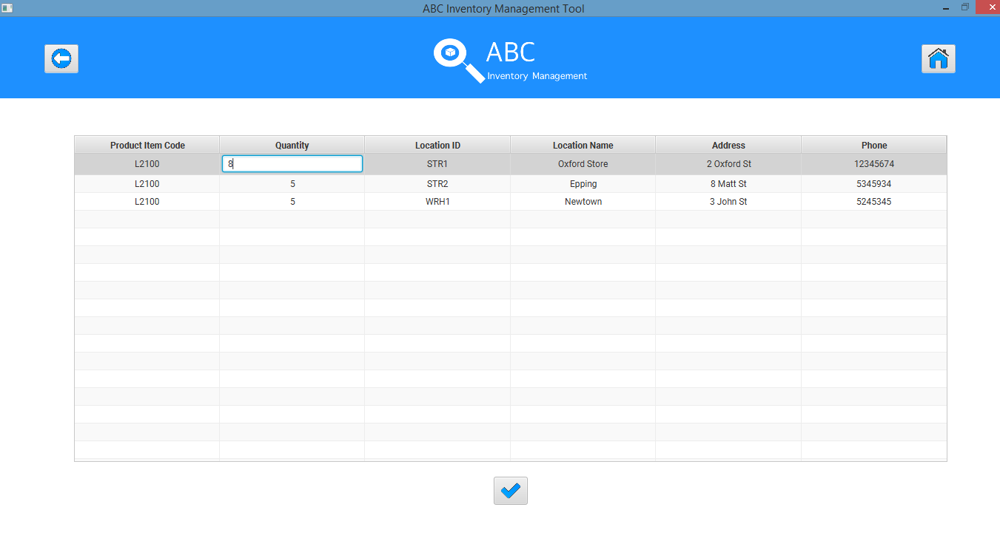 ABC Inventory Management Tool
ABC
Inventory Management
Product Item Code Quantity Location ID Location Name Address Phone
L2100 8 STR1 Oxford Store 2 Oxford St 12345674
L2100 5 STR2 Epping 8 Matt St 5345934
L2100 5 WRH1 Newtown 3 John St 5245345